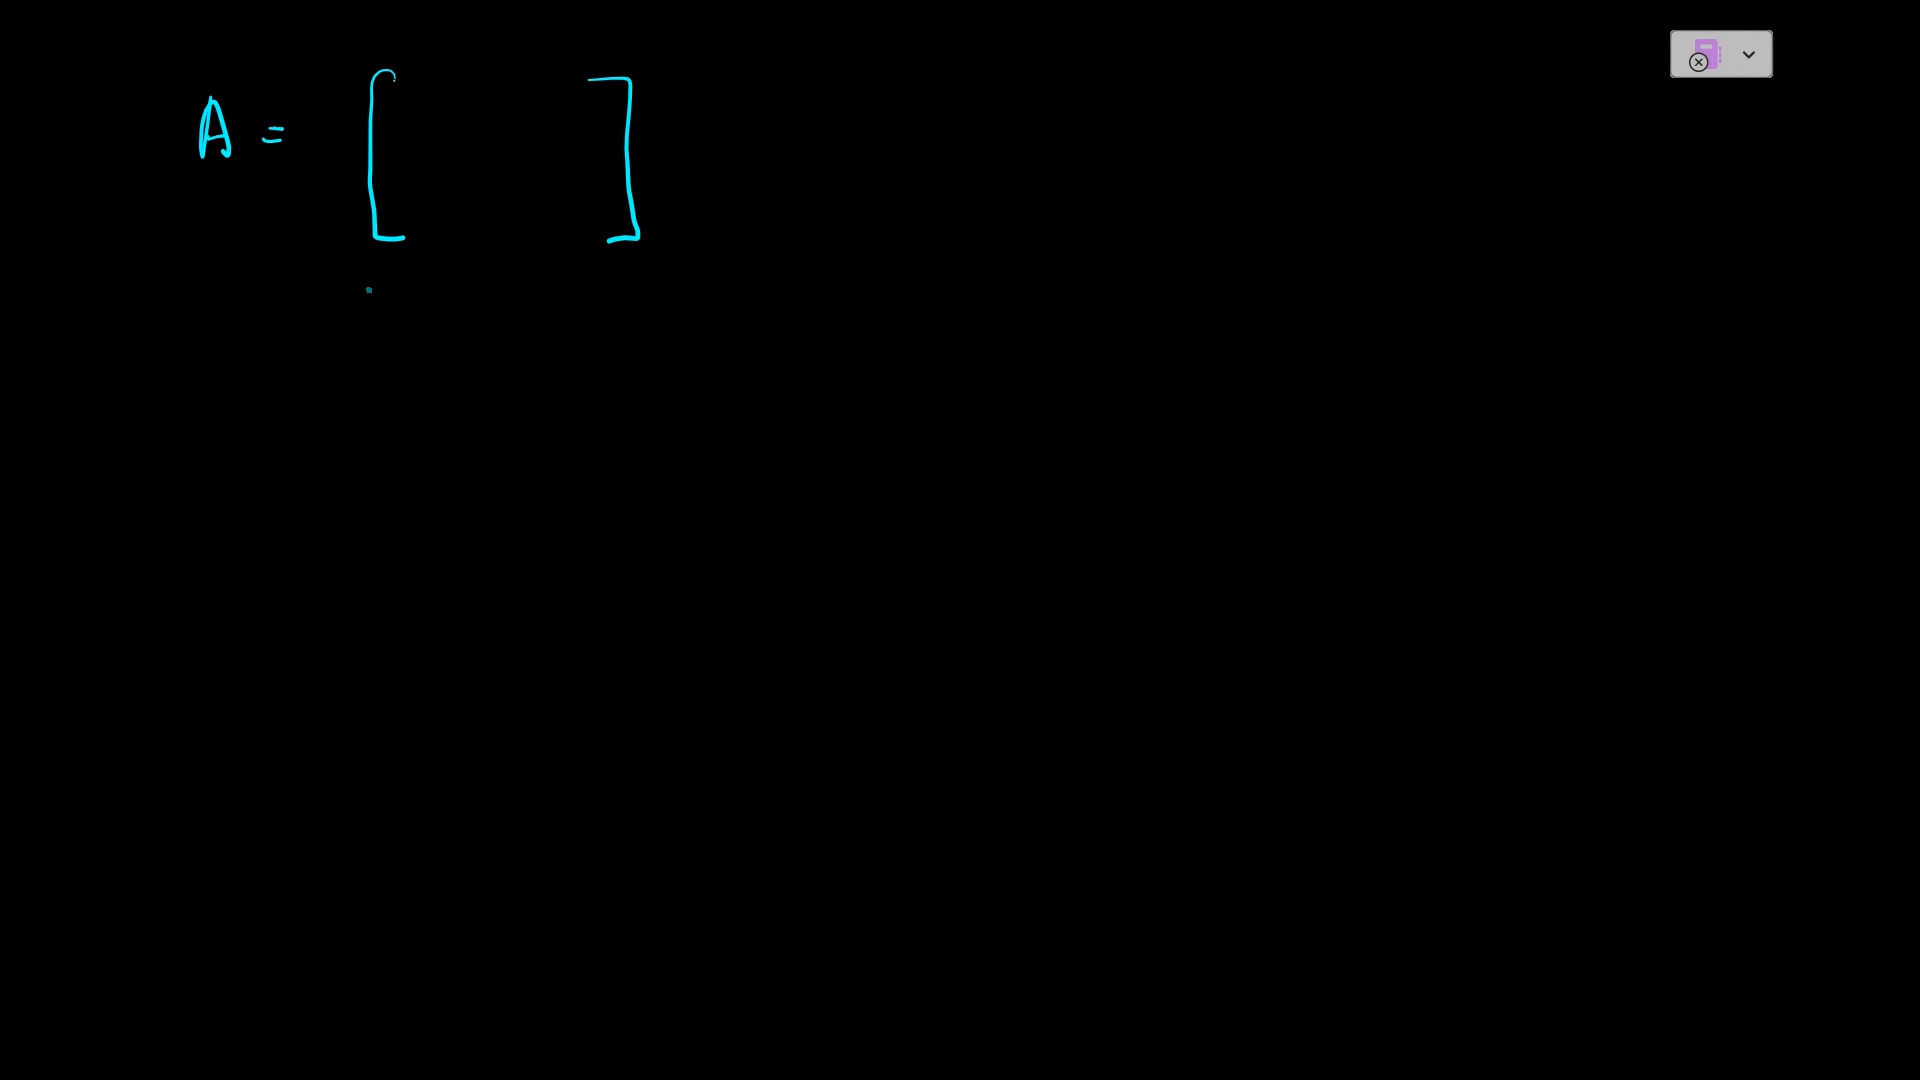 A = [ ]